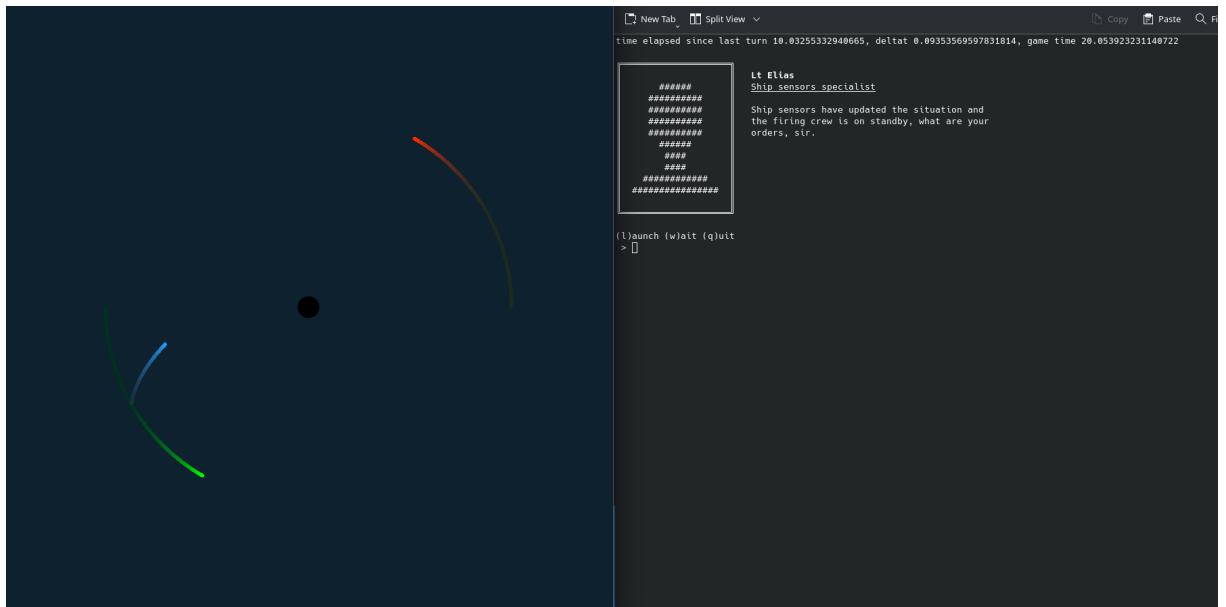 New Tab Split View Copy Paste Fi
time elapsed since last turn 10.03255332940665, deltat 0.09353569597831814, game time 20.053923231140722
Lt Elias
######
Ship sensors specialist
##########
##########
Ship sensors have updated the situation and
##########
the firing crew is on standby, what are your
##########
orders, sir.
######
####
####
############
################
(l)aunch (w)ait (q)uit
>